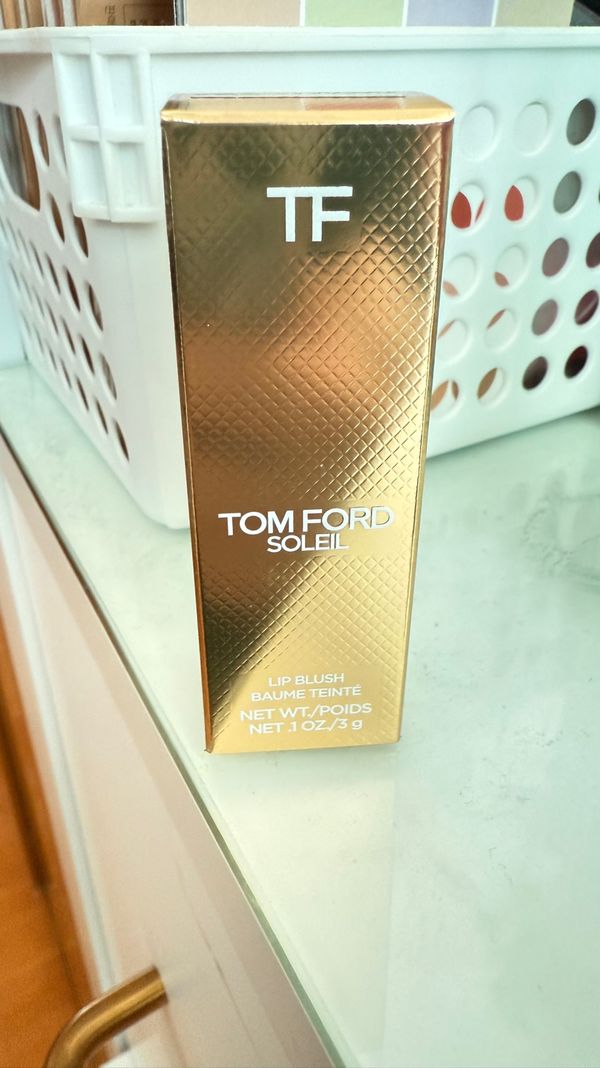 TF
TOM FORD
SOLEIL
LIP BLUSH
BAUME TEINTÉ
NET WT./POIDS
NET .1 OZ./3 g